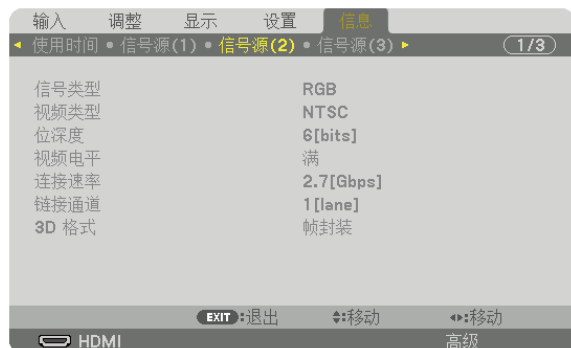 输入 调整 显示 设置 信息
使用时间 • 信号源(1) • 信号源(2) • 信号源(3) 1/3
信号类型 RGB
视频类型 NTSC
位深度 6[bits]
视频电平 满
连接速率 2.7[Gbps]
链接通道 1[lane]
3D 格式 帧封装
EXIT :退出 :移动 :移动
HDMI 高级